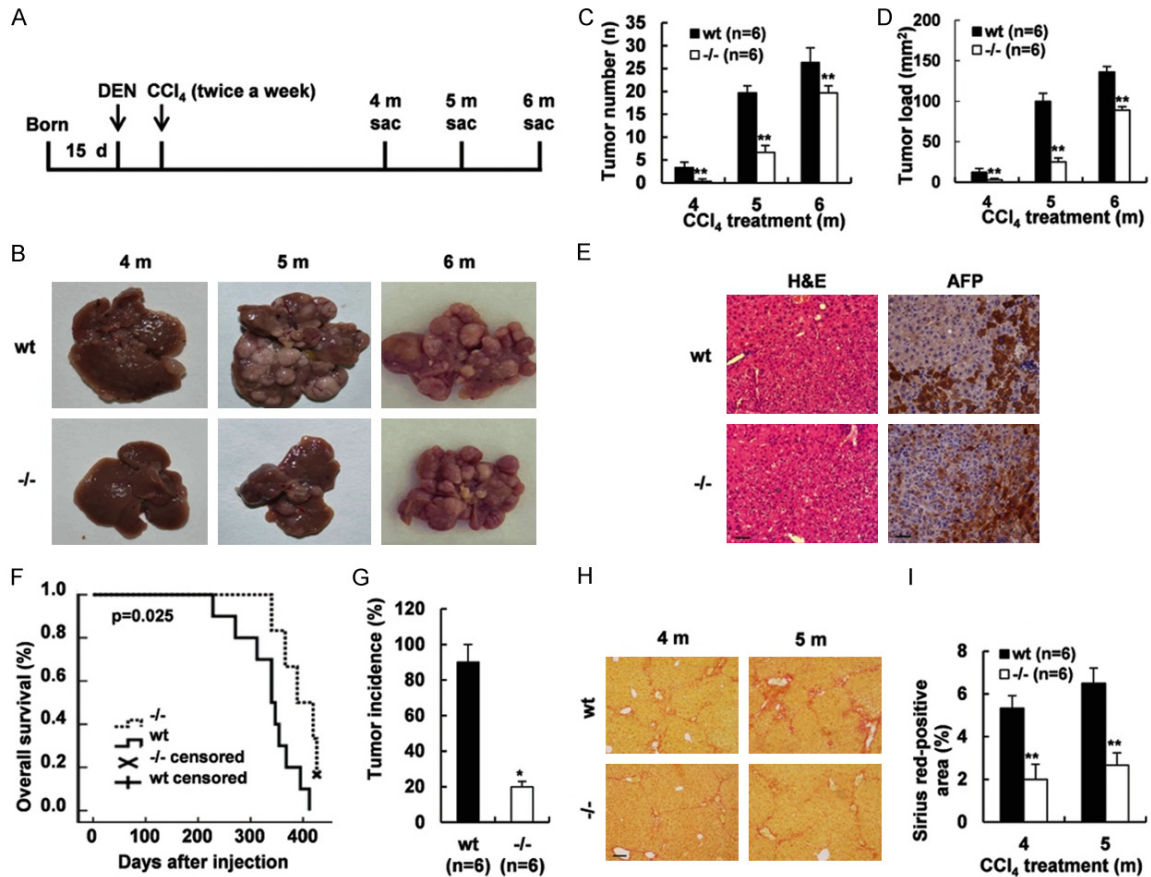 A
DEN CCl₄ (twice a week)
4 m 5 m 6 m
sac sac sac
Born
15 d
B
4 m 5 m 6 m
wt
-/-
C
Tumor number (n)
35
30
25
20
15
10
5
0
wt (n=6)
-/- (n=6)
**
**
**
4 5 6
CCl₄ treatment (m)
D
Tumor load (mm²)
200
150
100
50
0
wt (n=6)
-/- (n=6)
**
**
**
4 5 6
CCl₄ treatment (m)
E
H&E AFP
wt
-/-
F
Overall survival (%)
1.0
0.8
0.6
0.4
0.2
0.0
p=0.025
-/-
wt
-/- censored
wt censored
0 100 200 300 400
Days after injection
G
Tumor incidence (%)
120
100
80
60
40
20
0
*
wt -/-
(n=6) (n=6)
H
4 m 5 m
wt
-/-
I
Sirius red-positive
area (%)
8
6
4
2
0
wt (n=6)
-/- (n=6)
**
**
4 5
CCl₄ treatment (m)